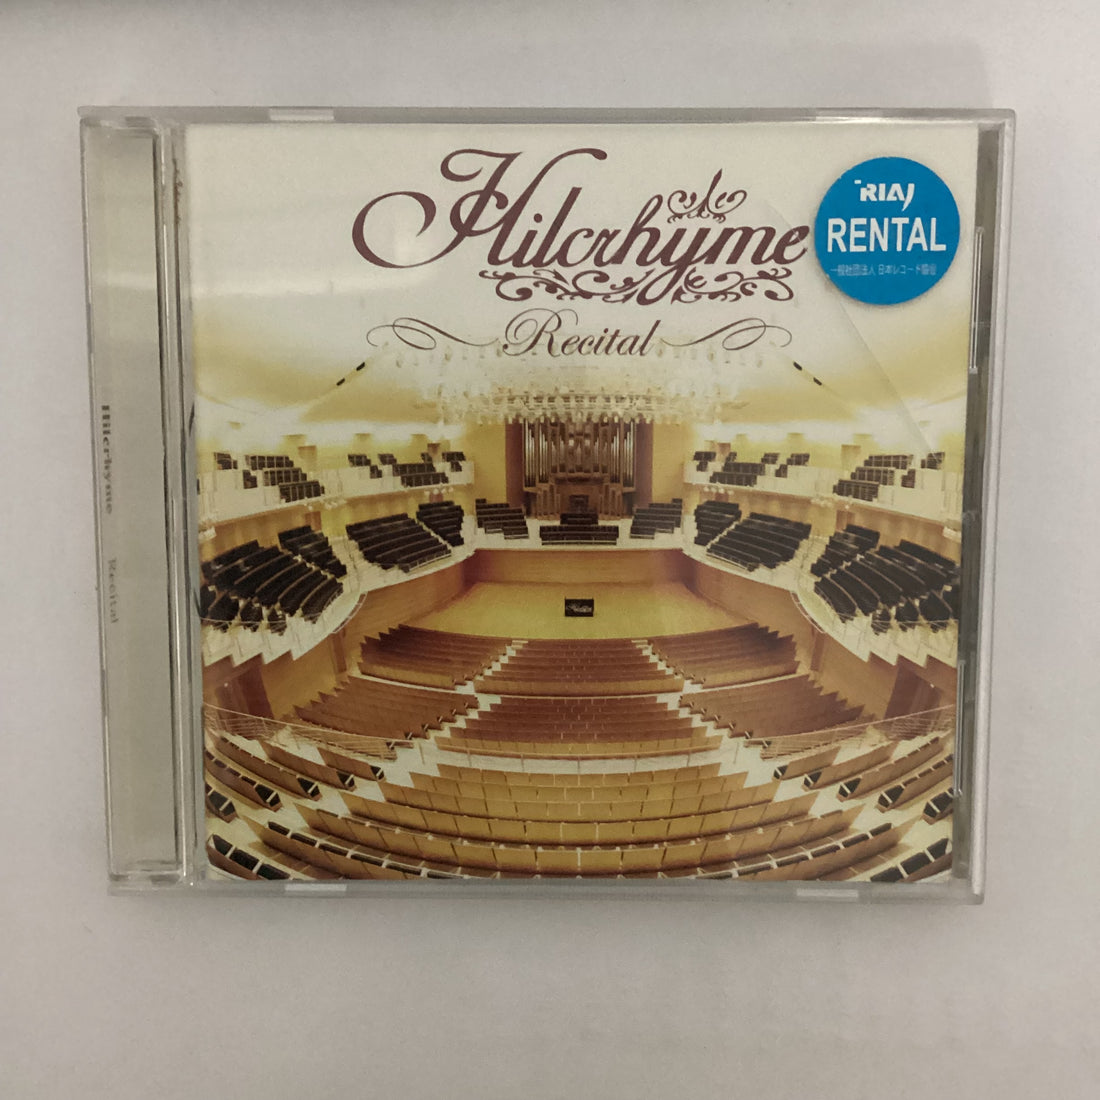 Hilcrhyme
Recital
RIAJ
RENTAL
一般社団法人 日本レコード協会
Hilcrhyme Recital